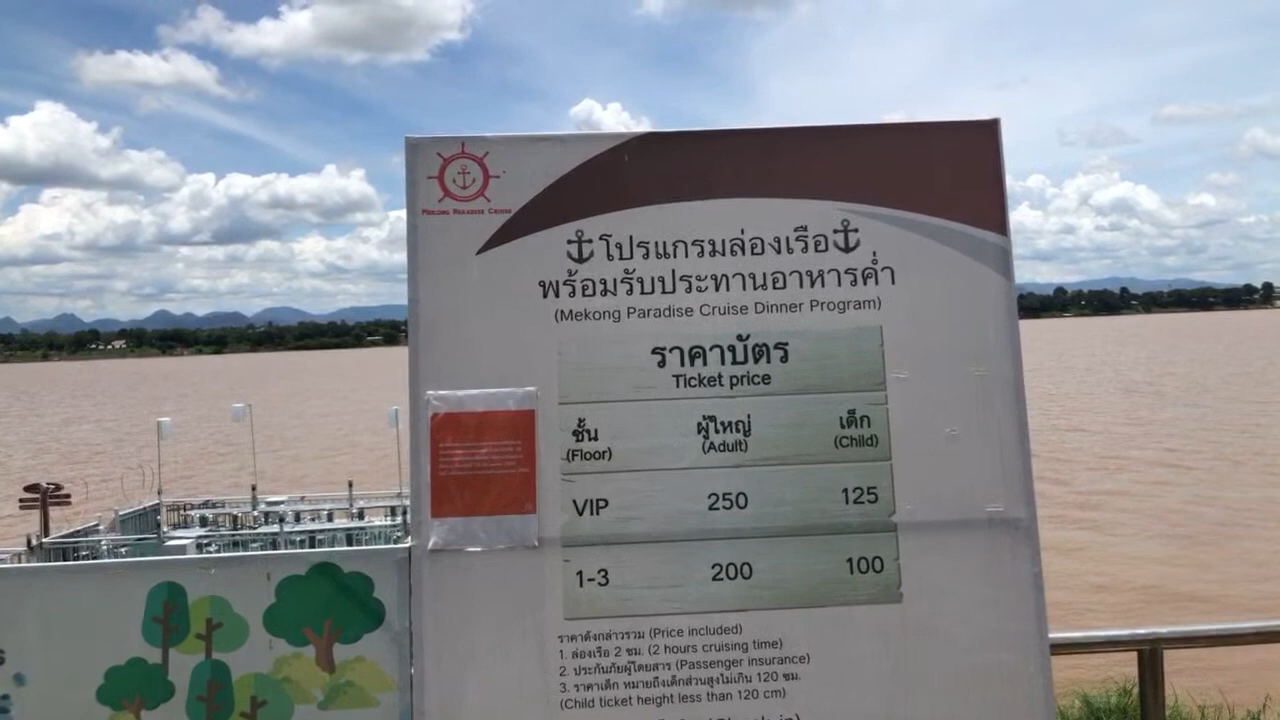 MEKONG PARADISE CRUISE
โปรแกรมล่องเรือ
พร้อมรับประทานอาหารค่ำ
(Mekong Paradise Cruise Dinner Program)
ราคาบัตร
Ticket price
ชั้น ผู้ใหญ่ เด็ก
(Floor) (Adult) (Child)
VIP 250 125
1-3 200 100
ราคาดังกล่าวรวม (Price included)
1. ล่องเรือ 2 ชม. (2 hours cruising time)
2. ประกันภัยผู้โดยสาร (Passenger insurance)
3. ราคาเด็ก หมายถึงเด็กส่วนสูงไม่เกิน 120 ซม.
(Child ticket height less than 120 cm)